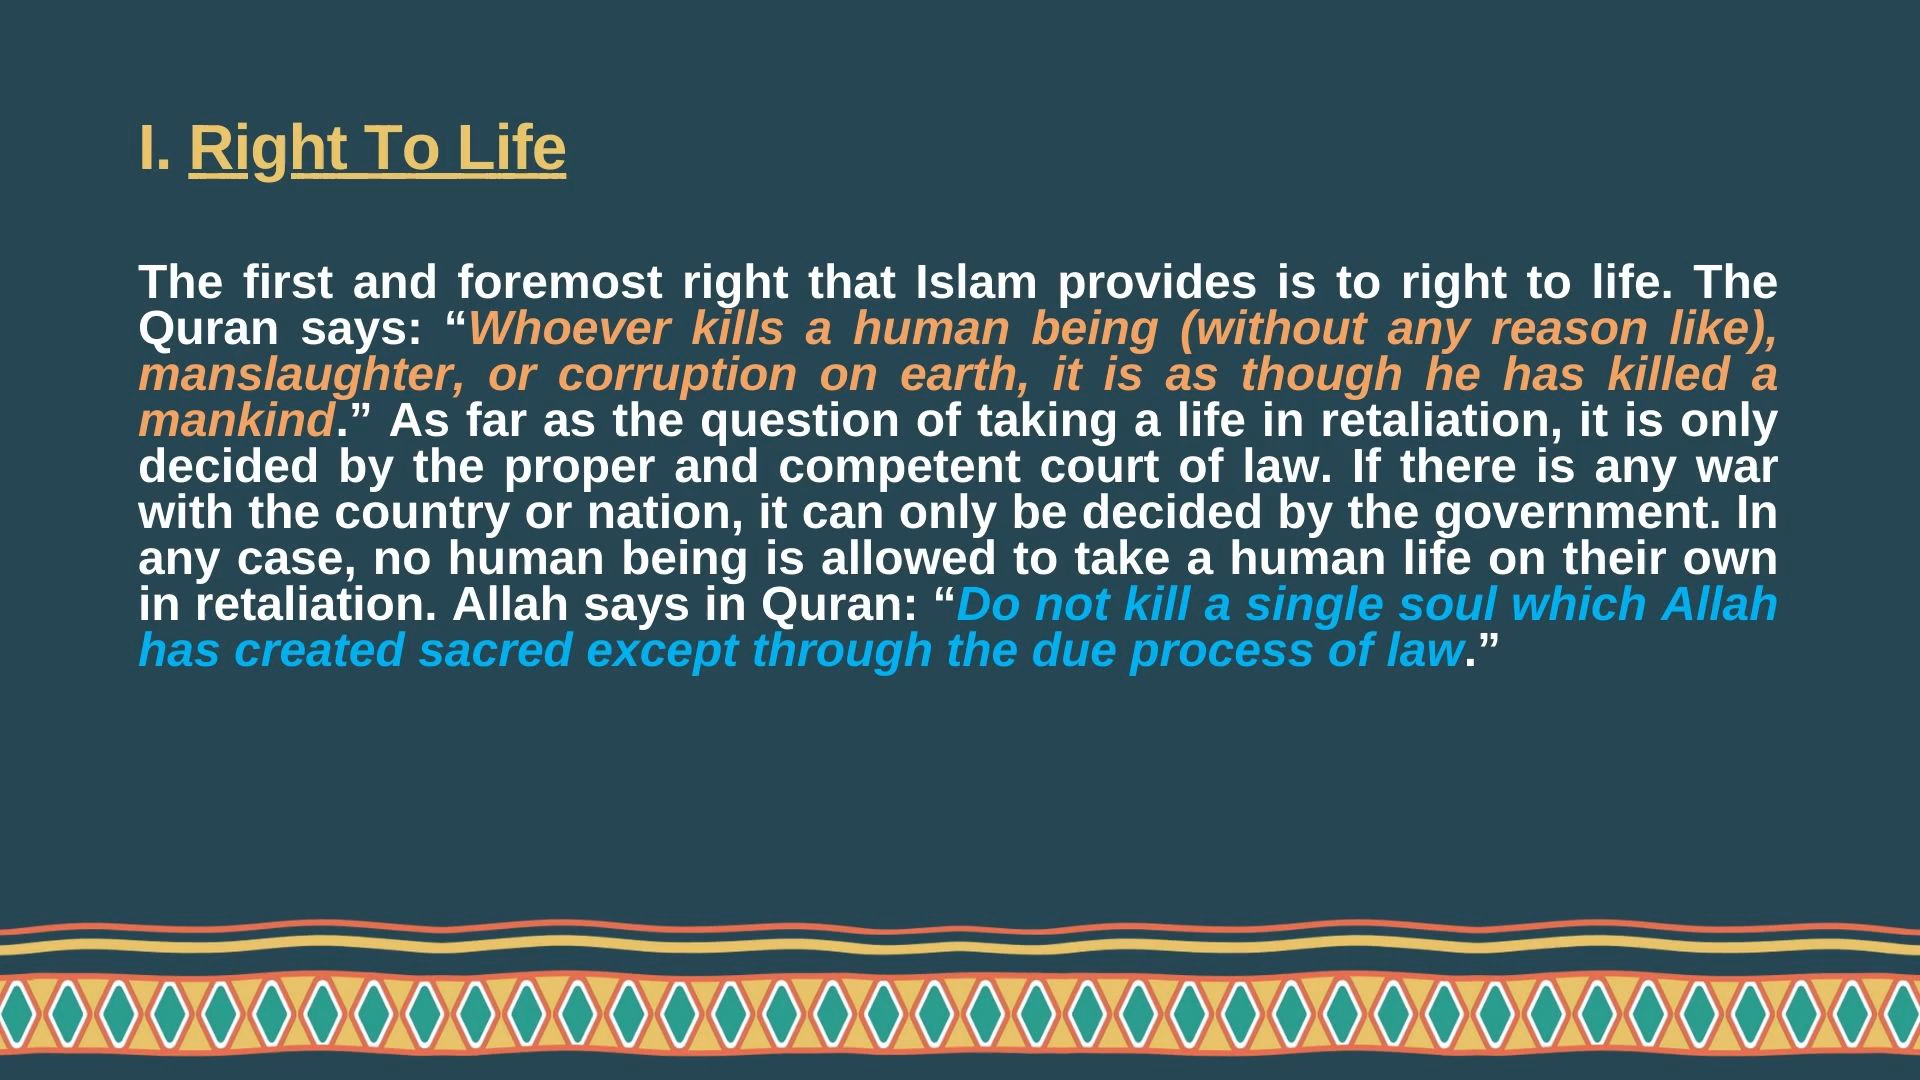 I. Right To Life
The first and foremost right that Islam provides is to right to life. The
Quran says: “Whoever kills a human being (without any reason like),
manslaughter, or corruption on earth, it is as though he has killed a
mankind.” As far as the question of taking a life in retaliation, it is only
decided by the proper and competent court of law. If there is any war
with the country or nation, it can only be decided by the government. In
any case, no human being is allowed to take a human life on their own
in retaliation. Allah says in Quran: “Do not kill a single soul which Allah
has created sacred except through the due process of law.”